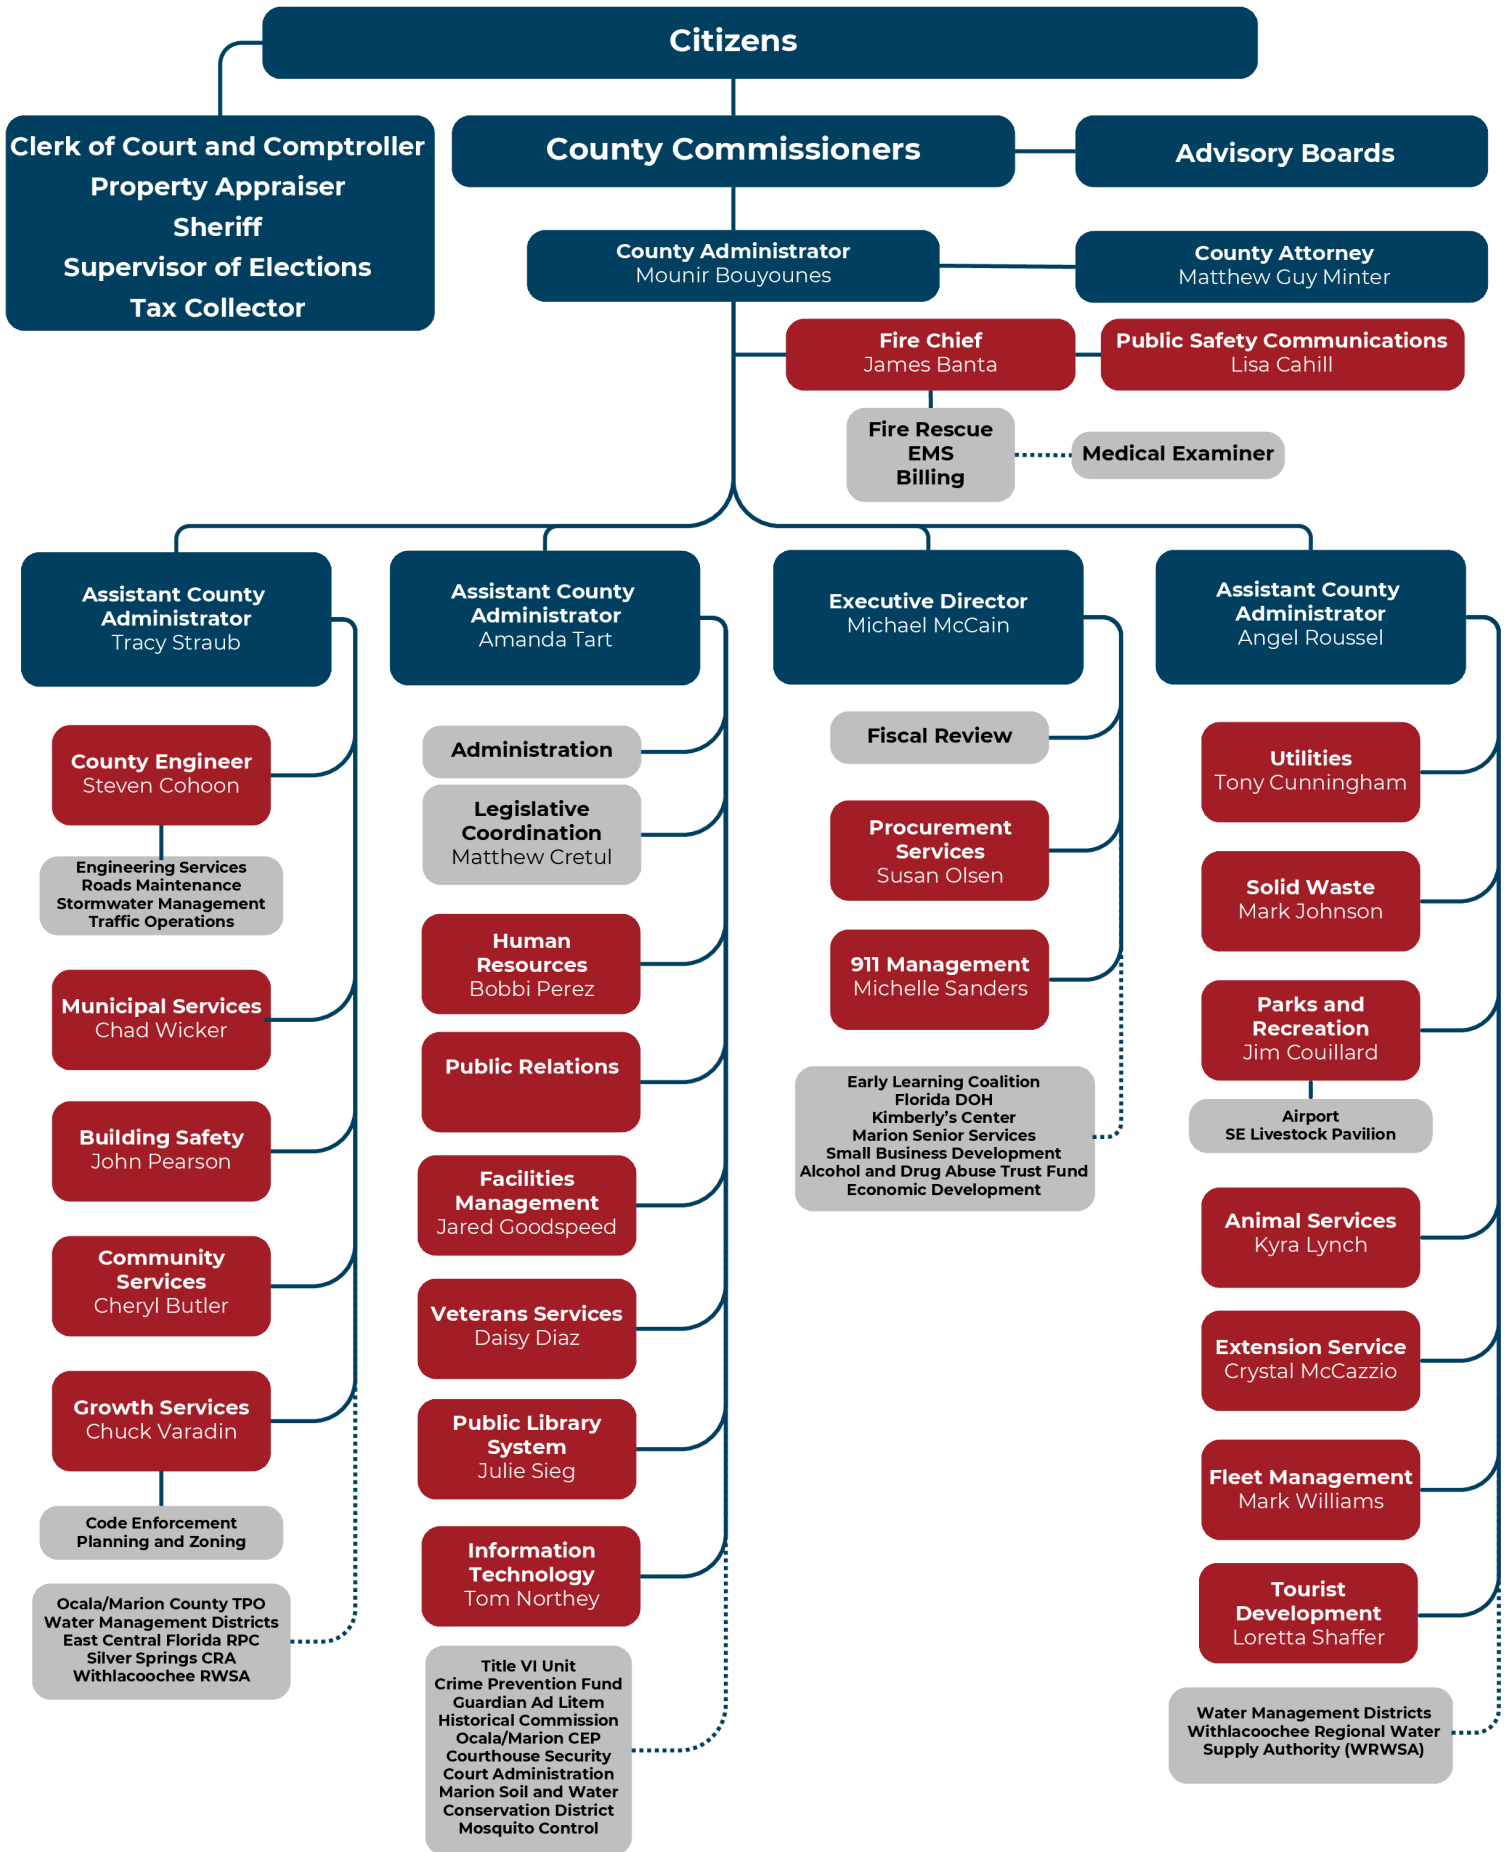 Citizens
Clerk of Court and Comptroller
Property Appraiser
Sheriff
Supervisor of Elections
Tax Collector
County Commissioners
Advisory Boards
County Administrator
Mounir Bouyounes
County Attorney
Matthew Guy Minter
Fire Chief
James Banta
Public Safety Communications
Lisa Cahill
Fire Rescue
EMS
Billing
Medical Examiner
Assistant County
Administrator
Tracy Straub
County Engineer
Steven Cohoon
Engineering Services
Roads Maintenance
Stormwater Management
Traffic Operations
Municipal Services
Chad Wicker
Building Safety
John Pearson
Community
Services
Cheryl Butler
Growth Services
Chuck Varadin
Code Enforcement
Planning and Zoning
Ocala/Marion County TPO
Water Management Districts
East Central Florida RPC
Silver Springs CRA
Withlacoochee RWSA
Assistant County
Administrator
Amanda Tart
Administration
Legislative
Coordination
Matthew Cretul
Human
Resources
Bobbi Perez
Public Relations
Facilities
Management
Jared Goodspeed
Veterans Services
Daisy Diaz
Public Library
System
Julie Sieg
Information
Technology
Tom Northey
Title VI Unit
Crime Prevention Fund
Guardian Ad Litem
Historical Commission
Ocala/Marion CEP
Courthouse Security
Court Administration
Marion Soil and Water
Conservation District
Mosquito Control
Executive Director
Michael McCain
Fiscal Review
Procurement
Services
Susan Olsen
911 Management
Michelle Sanders
Early Learning Coalition
Florida DOH
Kimberly’s Center
Marion Senior Services
Small Business Development
Alcohol and Drug Abuse Trust Fund
Economic Development
Assistant County
Administrator
Angel Roussel
Utilities
Tony Cunningham
Solid Waste
Mark Johnson
Parks and
Recreation
Jim Couillard
Airport
SE Livestock Pavilion
Animal Services
Kyra Lynch
Extension Service
Crystal McCazzio
Fleet Management
Mark Williams
Tourist
Development
Loretta Shaffer
Water Management Districts
Withlacoochee Regional Water
Supply Authority (WRWSA)